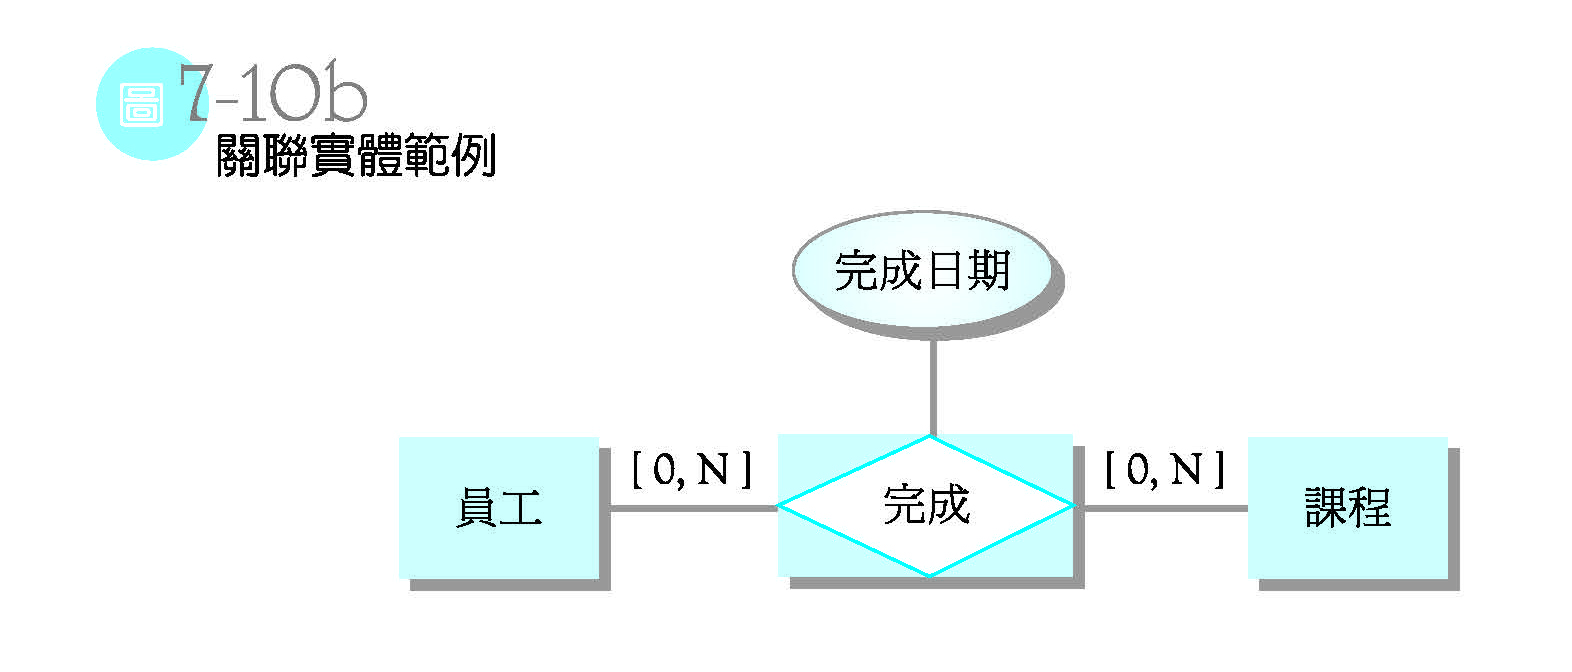 圖 7-10b
關聯實體範例
完成日期
員工
[ 0, N ]
完成
[ 0, N ]
課程